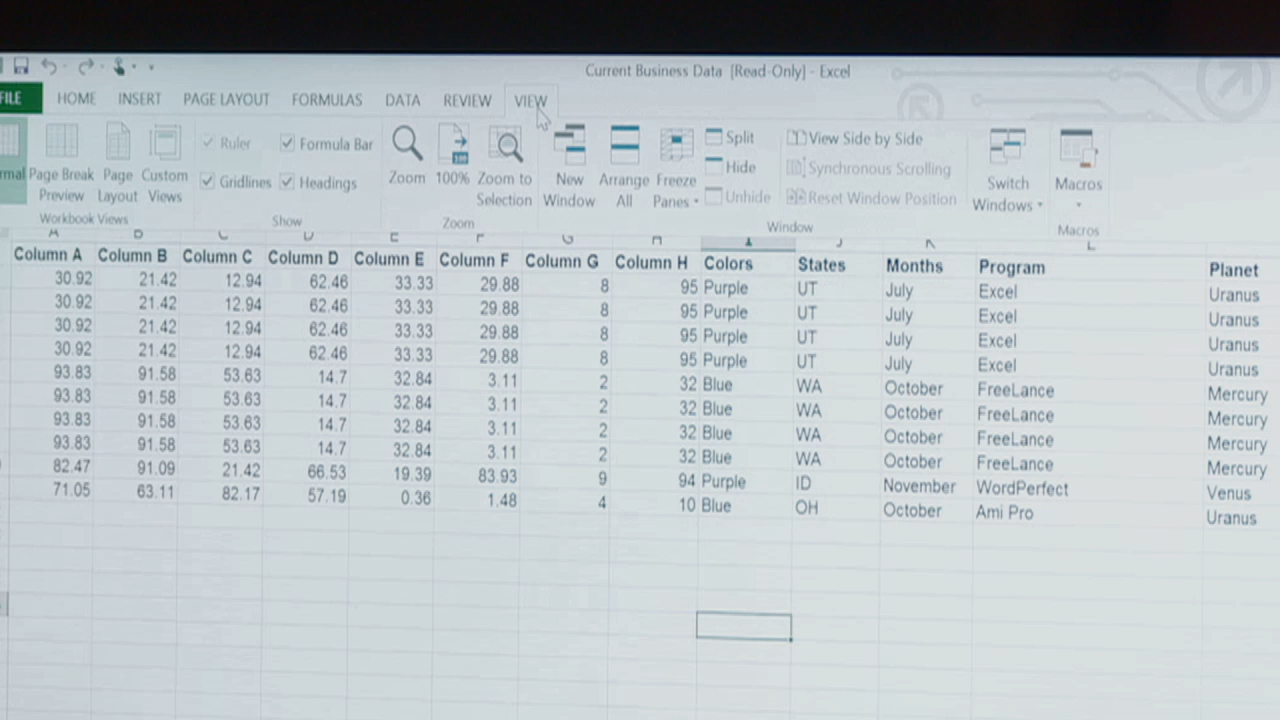 Current Business Data [Read-Only] - Excel
FILE HOME INSERT PAGE LAYOUT FORMULAS DATA REVIEW VIEW
Ruler Formula Bar
Gridlines Headings
Page Break Preview
Page Layout
Custom Views
Zoom
100%
Zoom to Selection
New Window
Arrange All
Freeze Panes
Split
Hide
Unhide
View Side by Side
Synchronous Scrolling
Reset Window Position
Switch Windows
Macros
Workbook Views Show Zoom Window Macros
Column A Column B Column C Column D Column E Column F Column G Column H Colors States Months Program Planet
30.92 21.42 12.94 62.46 33.33 29.88 8 95 Purple UT July Excel Uranus
30.92 21.42 12.94 62.46 33.33 29.88 8 95 Purple UT July Excel Uranus
30.92 21.42 12.94 62.46 33.33 29.88 8 95 Purple UT July Excel Uranus
30.92 21.42 12.94 62.46 33.33 29.88 8 95 Purple UT July Excel Uranus
93.83 91.58 53.63 14.7 32.84 3.11 2 32 Blue WA October FreeLance Mercury
93.83 91.58 53.63 14.7 32.84 3.11 2 32 Blue WA October FreeLance Mercury
93.83 91.58 53.63 14.7 32.84 3.11 2 32 Blue WA October FreeLance Mercury
93.83 91.58 53.63 14.7 32.84 3.11 2 32 Blue WA October FreeLance Mercury
82.47 91.09 21.42 66.53 19.39 83.93 9 94 Purple ID November WordPerfect Venus
71.05 63.11 82.17 57.19 0.36 1.48 4 10 Blue OH October Ami Pro Uranus